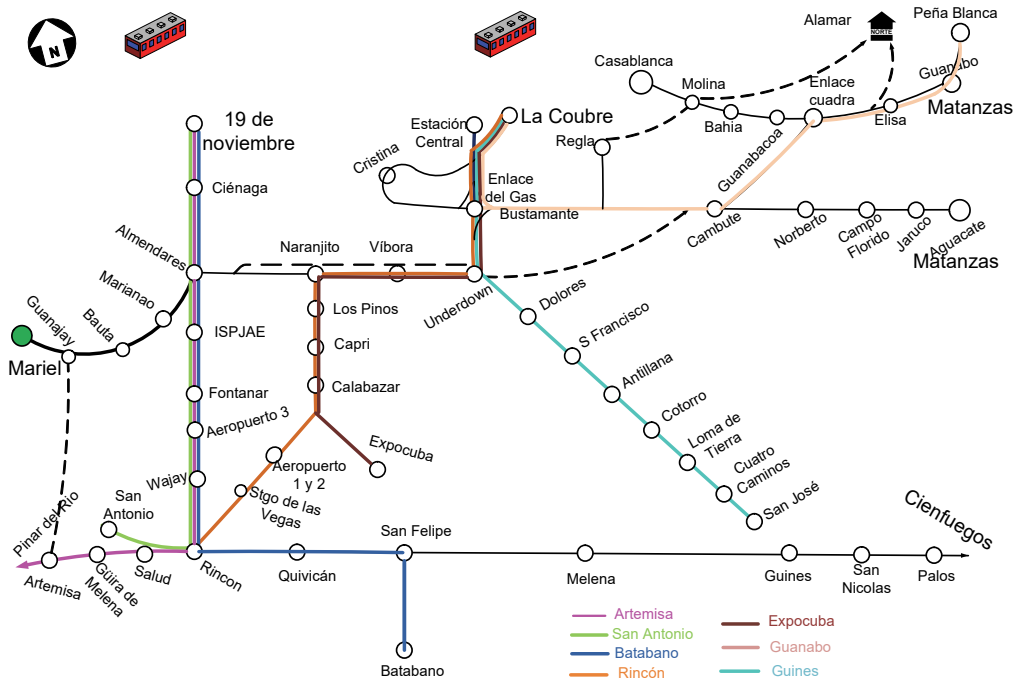 N
Alamar
NORTE
Peña Blanca
Casablanca
Molina
Enlace
cuadra
Guanabo
Matanzas
Bahia
Elisa
19 de
noviembre
Estación
Central
La Coubre
Regla
Cristina
Guanabacoa
Ciénaga
Enlace
del Gas
Bustamante
Cambute
Norberto
Campo
Florido
Jaruco
Aguacate
Matanzas
Almendares
Naranjito
Víbora
Underdown
Marianao
Bauta
Guanajay
Mariel
ISPJAE
Los Pinos
Capri
Calabazar
Dolores
S Francisco
Antillana
Cotorro
Loma de
Tierra
Cuatro
Caminos
San José
Fontanar
Aeropuerto 3
Expocuba
Aeropuerto
1 y 2
Wajay
Stgo de las
Vegas
San
Antonio
Pinar del Rio
Artemisa
Güira de
Melena
Salud
Rincon
Quivicán
San Felipe
Melena
Guines
San
Nicolas
Palos
Cienfuegos
Batabano
Artemisa
San Antonio
Batabano
Rincón
Expocuba
Guanabo
Guines